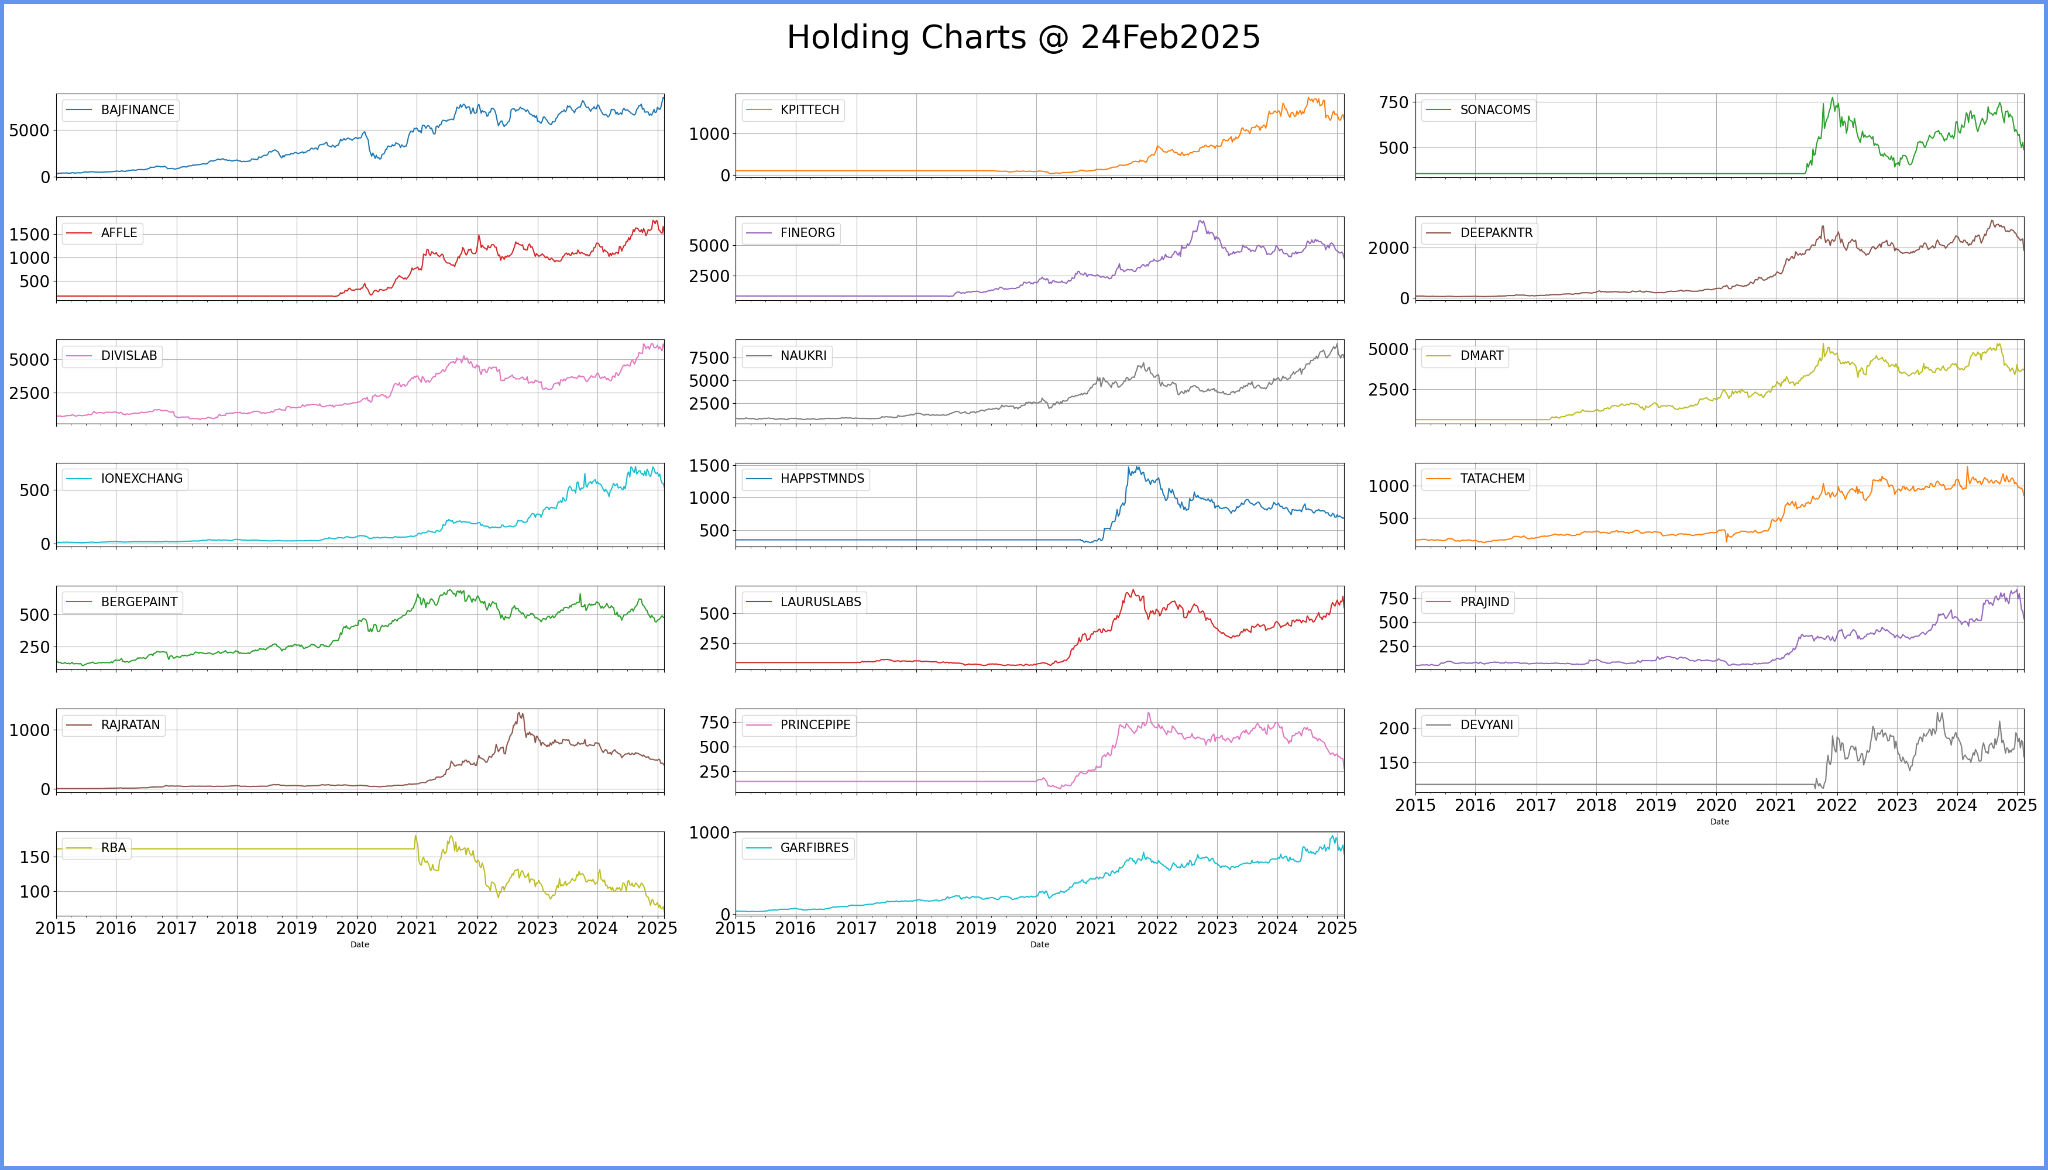 Holding Charts @ 24Feb2025
BAJFINANCE
5000
0
KPITTECH
1000
0
SONACOMS
750
500
AFFLE
1500
1000
500
FINEORG
5000
2500
DEEPAKNTR
2000
0
DIVISLAB
5000
2500
NAUKRI
7500
5000
2500
DMART
5000
2500
IONEXCHANG
500
0
HAPPSTMNDS
1500
1000
500
TATACHEM
1000
500
BERGEPAINT
500
250
LAURUSLABS
500
250
PRAJIND
750
500
250
RAJRATAN
1000
0
PRINCEPIPE
750
500
250
DEVYANI
200
150
2015 2016 2017 2018 2019 2020 2021 2022 2023 2024 2025
Date
RBA
150
100
2015 2016 2017 2018 2019 2020 2021 2022 2023 2024 2025
Date
GARFIBRES
1000
0
2015 2016 2017 2018 2019 2020 2021 2022 2023 2024 2025
Date